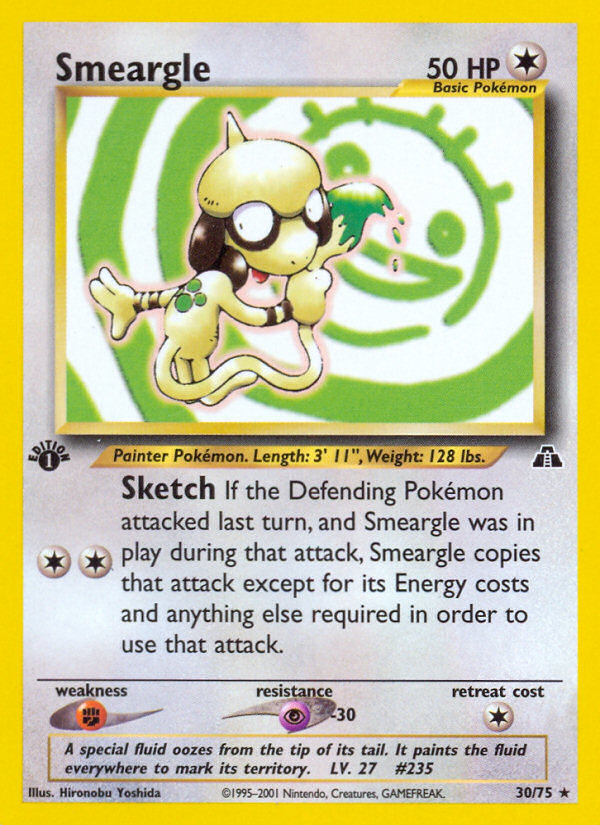 Smeargle 50 HP
Basic Pokémon
EDITION
1
Painter Pokémon. Length: 3' 11", Weight: 128 lbs.
Sketch If the Defending Pokémon
attacked last turn, and Smeargle was in
play during that attack, Smeargle copies
that attack except for its Energy costs
and anything else required in order to
use that attack.
weakness resistance retreat cost
-30
A special fluid oozes from the tip of its tail. It paints the fluid
everywhere to mark its territory. LV. 27 #235
Illus. Hironobu Yoshida ©1995-2001 Nintendo, Creatures, GAMEFREAK. 30/75 ★